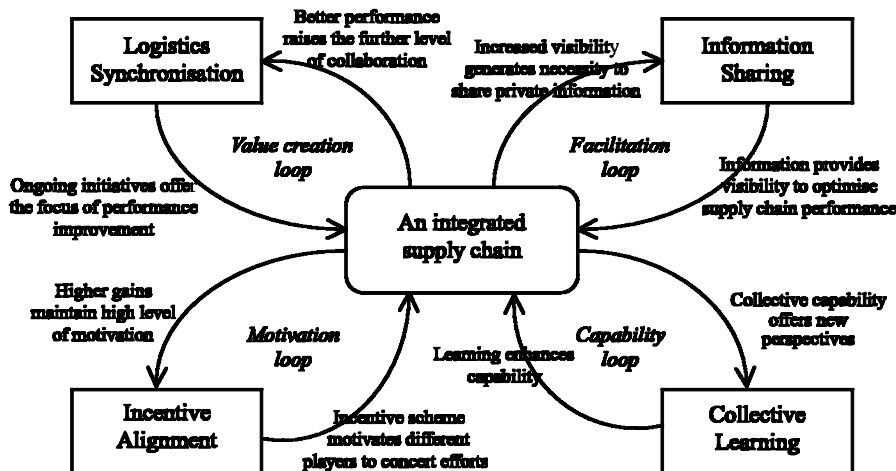 Logistics
Synchronisation
Better performance
raises the further level
of collaboration
Increased visibility
generates necessity to
share private information
Information
Sharing
Value creation
loop
Facilitation
loop
Ongoing initiatives offer
the focus of performance
improvement
An integrated
supply chain
Information provides
visibility to optimise
supply chain performance
Higher gains
maintain high level
of motivation
Motivation
loop
Learning enhances
capability
Capability
loop
Collective capability
offers new
perspectives
Incentive
Alignment
Incentive scheme
motivates different
players to concert efforts
Collective
Learning